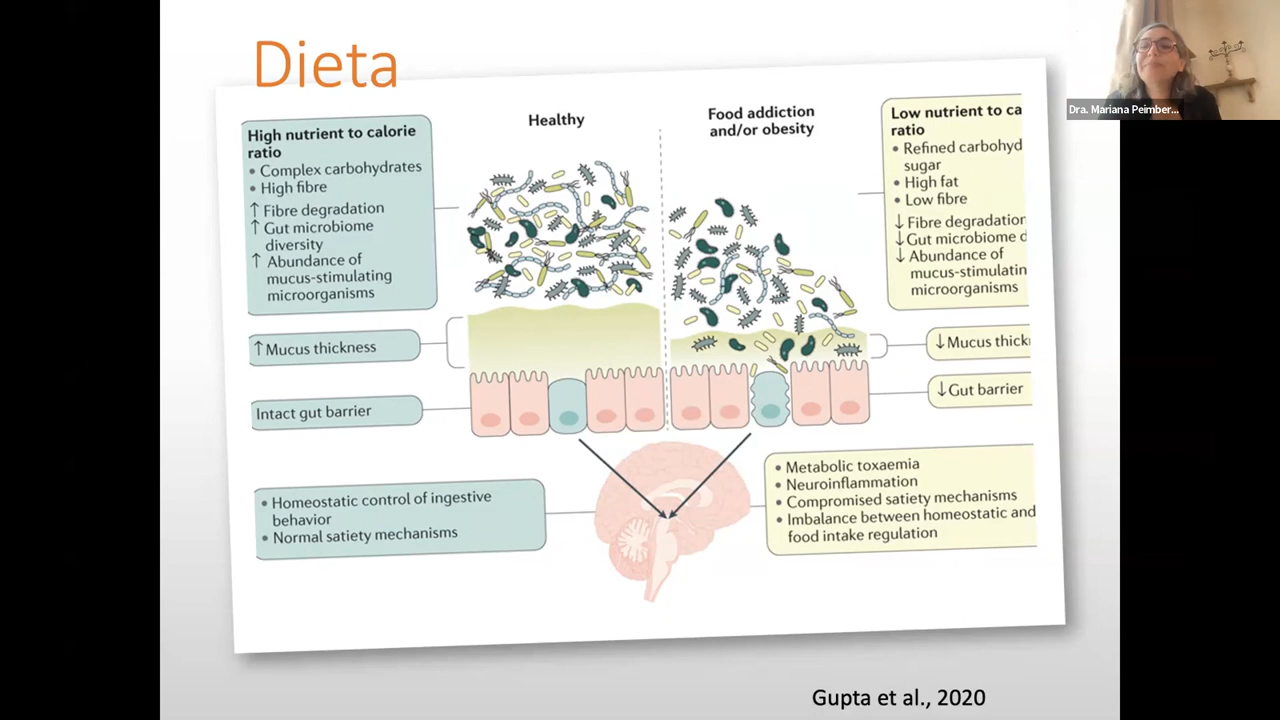 Dieta
Dra. Mariana Peimber...
Healthy
Food addiction
and/or obesity
High nutrient to calorie
ratio
• Complex carbohydrates
• High fibre
↑ Fibre degradation
↑ Gut microbiome
diversity
↑ Abundance of
mucus-stimulating
microorganisms
↑ Mucus thickness
Intact gut barrier
• Homeostatic control of ingestive
behavior
• Normal satiety mechanisms
Low nutrient to ca
ratio
• Refined carbohyd
sugar
• High fat
• Low fibre
↓ Fibre degradation
↓ Gut microbiome d
↓ Abundance of
mucus-stimulatin
microorganisms
↓ Mucus thick
↓ Gut barrier
• Metabolic toxaemia
• Neuroinflammation
• Compromised satiety mechanisms
• Imbalance between homeostatic and
food intake regulation
Gupta et al., 2020